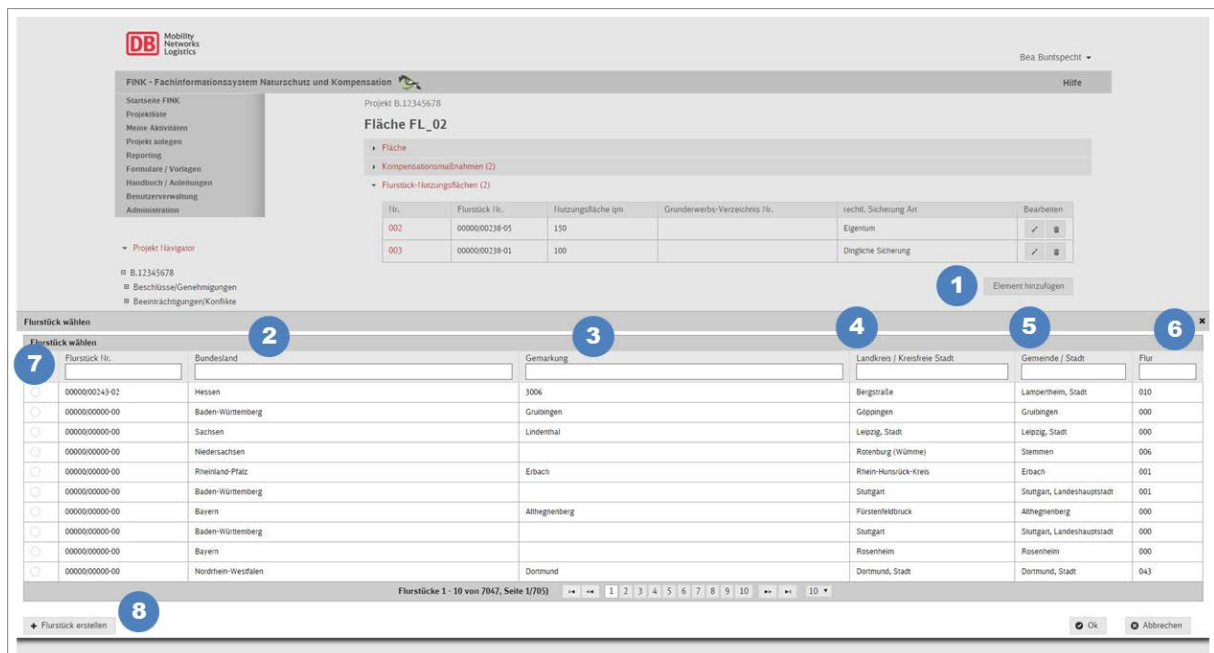 DB Mobility
Networks
Logistics
Bea Buntspecht
FINK - Fachinformationssystem Naturschutz und Kompensation Hilfe
Startseite FINK
Projektliste
Meine Aktivitäten
Projekt anlegen
Reporting
Formulare / Vorlagen
Handbuch / Anleitungen
Benutzerverwaltung
Administration
Projekt Navigator
B.12345678
Beschlüsse/Genehmigungen
Beeinträchtigungen/Konflikte
Projekt B.12345678
Fläche FL_02
Fläche
Kompensationsmaßnahmen (2)
Flurstück-Nutzungsflächen (2)
Nr. Flurstück Nr. Nutzungsfläche qm Grunderwerbs-Verzeichnis Nr. rechtl. Sicherung Art Bearbeiten
002 00000/00238-05 150 Eigentum
003 00000/00238-01 100 Dingliche Sicherung
1 Element hinzufügen
Flurstück wählen
Flurstück wählen
2 3 4 5 6
7 Flurstück Nr. Bundesland Gemarkung Landkreis / Kreisfreie Stadt Gemeinde / Stadt Flur
00000/00243-02 Hessen 3006 Bergstraße Lampertheim, Stadt 010
00000/00000-00 Baden-Württemberg Gruibingen Göppingen Gruibingen 000
00000/00000-00 Sachsen Lindenthal Leipzig, Stadt Leipzig, Stadt 000
00000/00000-00 Niedersachsen Rotenburg (Wümme) Stemmen 006
00000/00000-00 Rheinland-Pfalz Erbach Rhein-Hunsrück-Kreis Erbach 001
00000/00000-00 Baden-Württemberg Stuttgart Stuttgart, Landeshauptstadt 001
00000/00000-00 Bayern Althegnenberg Fürstenfeldbruck Althegnenberg 000
00000/00000-00 Baden-Württemberg Stuttgart Stuttgart, Landeshauptstadt 000
00000/00000-00 Bayern Rosenheim Rosenheim 000
00000/00000-00 Nordrhein-Westfalen Dortmund Dortmund, Stadt Dortmund, Stadt 043
Flurstücke 1 - 10 von 7047, Seite 1/705) 1 2 3 4 5 6 7 8 9 10 10
8
+ Flurstück erstellen Ok Abbrechen